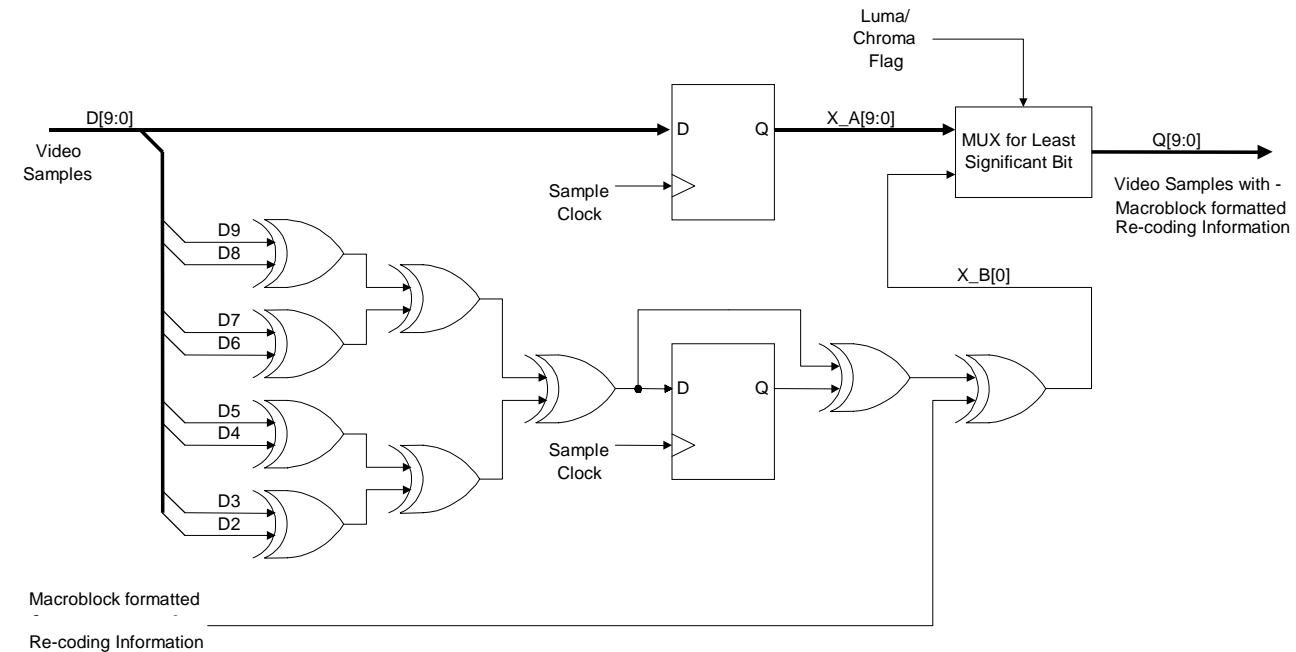 Luma/
Chroma
Flag
D[9:0]
Video
Samples
D
Q
X_A[9:0]
MUX for Least
Significant Bit
Q[9:0]
Sample
Clock
Video Samples with -
Macroblock formatted
Re-coding Information
D9
D8
X_B[0]
D7
D6
D
Q
D5
D4
Sample
Clock
D3
D2
Macroblock formatted
Re-coding Information